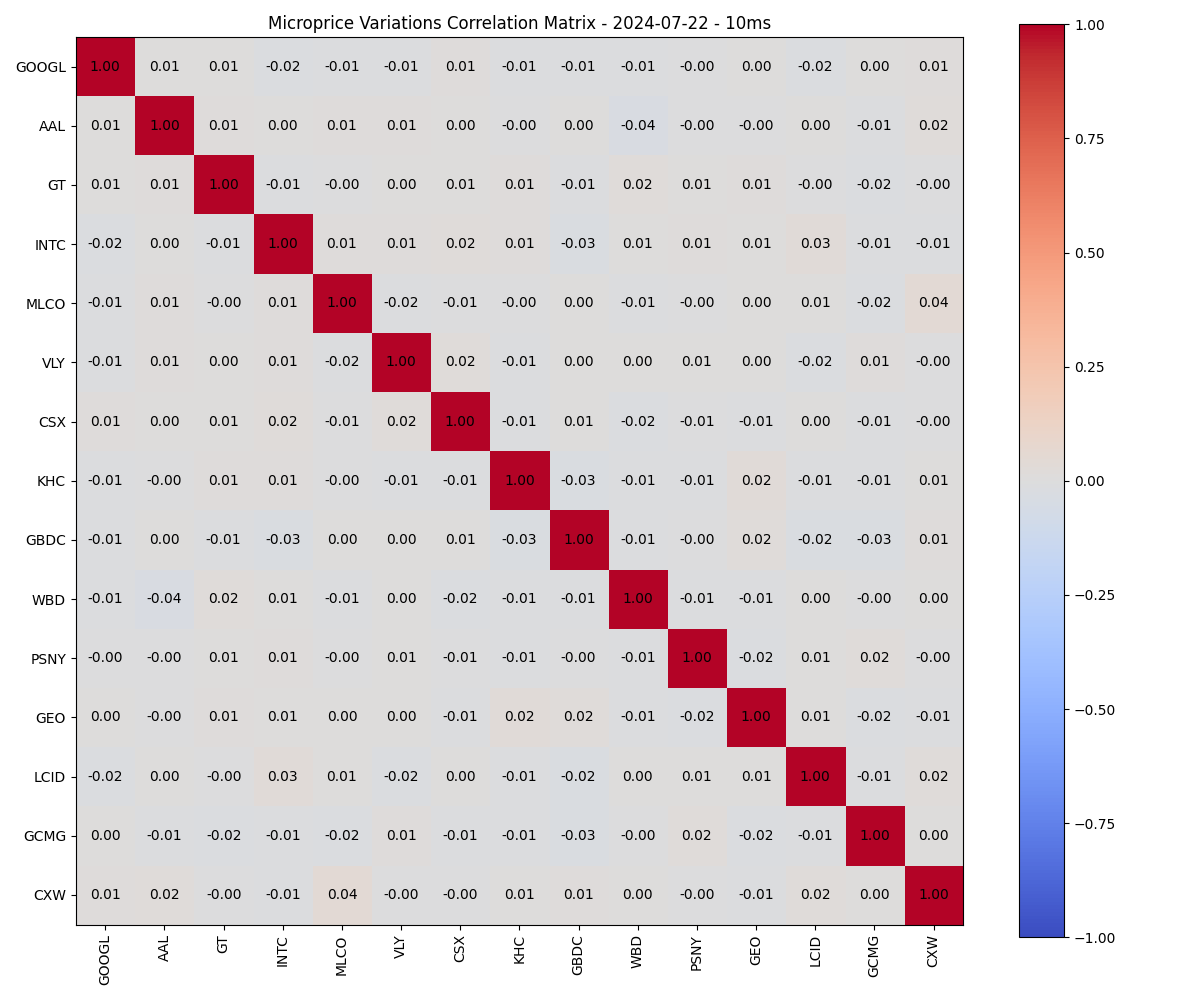 Microprice Variations Correlation Matrix - 2024-07-22 - 10ms
GOOGL 1.00 0.01 0.01 -0.02 -0.01 -0.01 0.01 -0.01 -0.01 -0.01 -0.00 0.00 -0.02 0.00 0.01
AAL 0.01 1.00 0.01 0.00 0.01 0.01 0.00 -0.00 0.00 -0.04 -0.00 -0.00 0.00 -0.01 0.02
GT 0.01 0.01 1.00 -0.01 -0.00 0.00 0.01 0.01 -0.01 0.02 0.01 0.01 -0.00 -0.02 -0.00
INTC -0.02 0.00 -0.01 1.00 0.01 0.01 0.02 0.01 -0.03 0.01 0.01 0.01 0.03 -0.01 -0.01
MLCO -0.01 0.01 -0.00 0.01 1.00 -0.02 -0.01 -0.00 0.00 -0.01 -0.00 0.00 0.01 -0.02 0.04
VLY -0.01 0.01 0.00 0.01 -0.02 1.00 0.02 -0.01 0.00 0.00 0.01 0.00 -0.02 0.01 -0.00
CSX 0.01 0.00 0.01 0.02 -0.01 0.02 1.00 -0.01 0.01 -0.02 -0.01 -0.01 0.00 -0.01 -0.00
KHC -0.01 -0.00 0.01 0.01 -0.00 -0.01 -0.01 1.00 -0.03 -0.01 -0.01 0.02 -0.01 -0.01 0.01
GBDC -0.01 0.00 -0.01 -0.03 0.00 0.00 0.01 -0.03 1.00 -0.01 -0.00 0.02 -0.02 -0.03 0.01
WBD -0.01 -0.04 0.02 0.01 -0.01 0.00 -0.02 -0.01 -0.01 1.00 -0.01 -0.01 0.00 -0.00 0.00
PSNY -0.00 -0.00 0.01 0.01 -0.00 0.01 -0.01 -0.01 -0.00 -0.01 1.00 -0.02 0.01 0.02 -0.00
GEO 0.00 -0.00 0.01 0.01 0.00 0.00 -0.01 0.02 0.02 -0.01 -0.02 1.00 0.01 -0.02 -0.01
LCID -0.02 0.00 -0.00 0.03 0.01 -0.02 0.00 -0.01 -0.02 0.00 0.01 0.01 1.00 -0.01 0.02
GCMG 0.00 -0.01 -0.02 -0.01 -0.02 0.01 -0.01 -0.01 -0.03 -0.00 0.02 -0.02 -0.01 1.00 0.00
CXW 0.01 0.02 -0.00 -0.01 0.04 -0.00 -0.00 0.01 0.01 0.00 -0.00 -0.01 0.02 0.00 1.00
GOOGL AAL GT INTC MLCO VLY CSX KHC GBDC WBD PSNY GEO LCID GCMG CXW
1.00
0.75
0.50
0.25
0.00
−0.25
−0.50
−0.75
−1.00